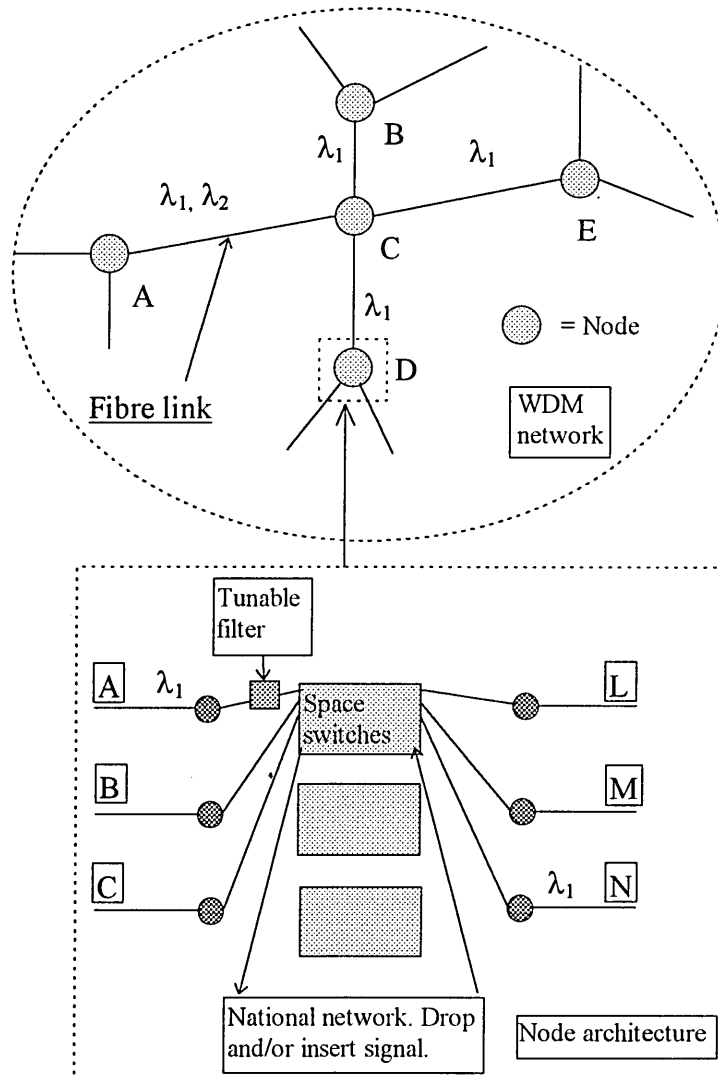 B
λ1
λ1
λ1, λ2
E
C
A
λ1
= Node
D
Fibre link
WDM
network
Tunable
filter
A
λ1
L
Space
switches
B
M
C
λ1
N
National network. Drop
and/or insert signal.
Node architecture